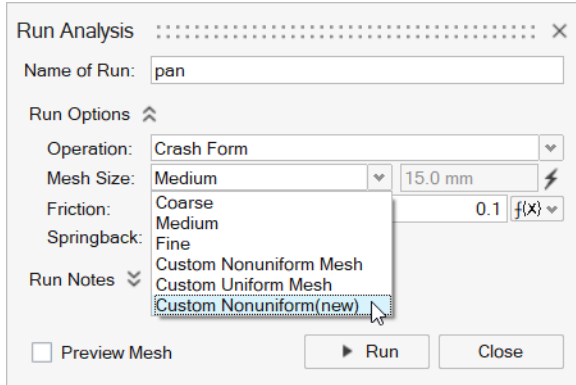 Run Analysis
Name of Run: pan
Run Options
Operation: Crash Form
Mesh Size: Medium 15.0 mm
Friction: 0.1 f(x)
Springback:
Coarse
Medium
Fine
Custom Nonuniform Mesh
Custom Uniform Mesh
Custom Nonuniform(new)
Run Notes
Preview Mesh Run Close